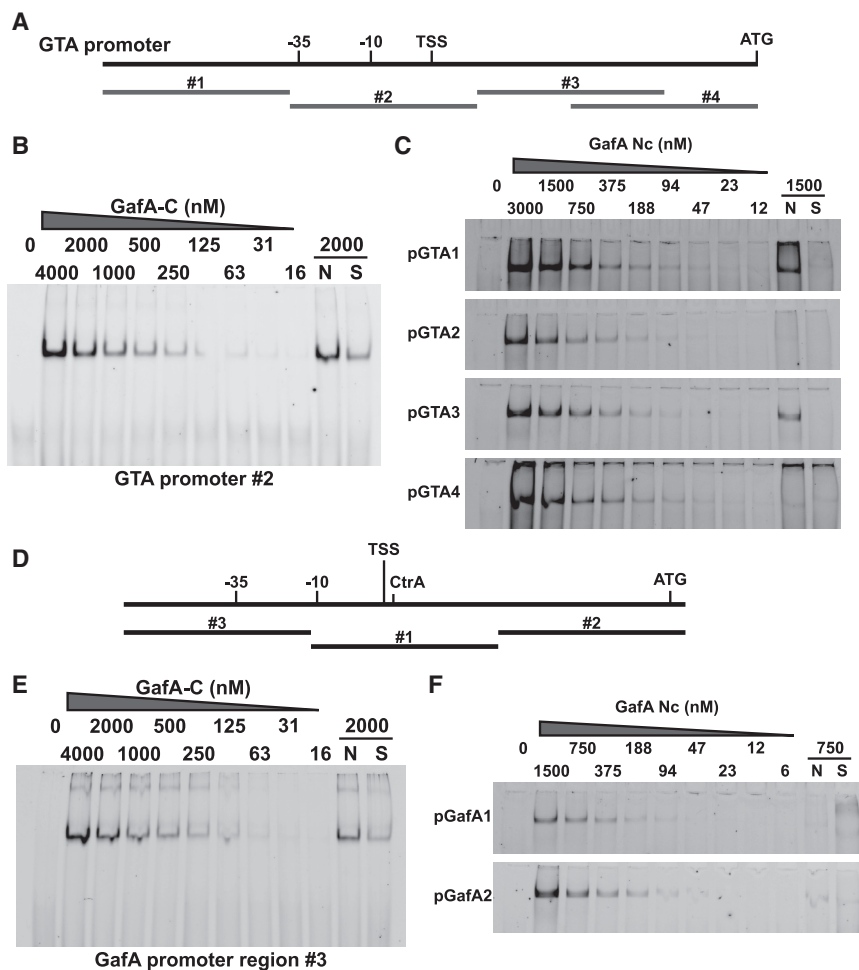 A
GTA promoter
-35 -10 TSS ATG
#1 #3
#2 #4
B
GafA-C (nM)
0 2000 500 125 31 2000
4000 1000 250 63 16 N S
GTA promoter #2
C
GafA Nc (nM)
0 1500 375 94 23 1500
3000 750 188 47 12 N S
pGTA1
pGTA2
pGTA3
pGTA4
D
TSS
-35 -10 CtrA ATG
#3 #2
#1
E
GafA-C (nM)
0 2000 500 125 31 2000
4000 1000 250 63 16 N S
GafA promoter region #3
F
GafA Nc (nM)
0 750 188 47 12 750
1500 375 94 23 6 N S
pGafA1
pGafA2